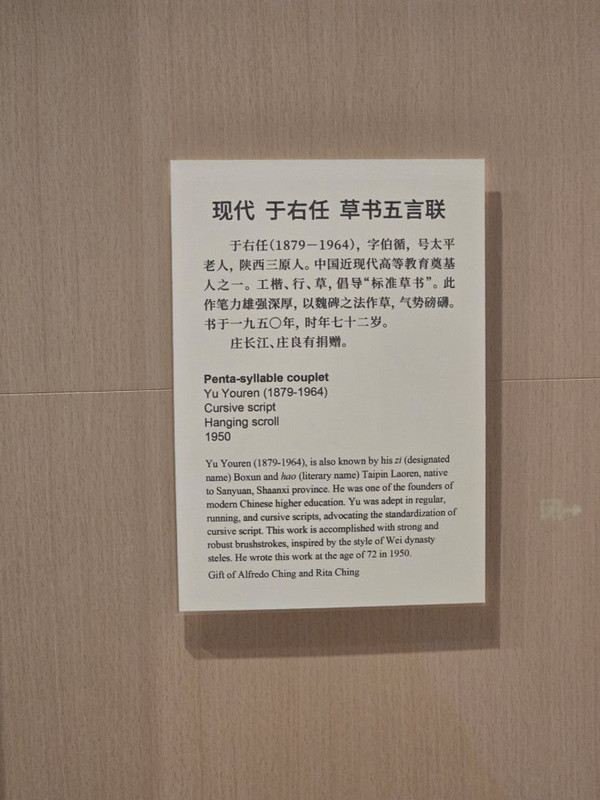 现代 于右任 草书五言联
于右任(1879－1964)，字伯循，号太平
老人，陕西三原人。中国近现代高等教育奠基
人之一。工楷、行、草，倡导“标准草书”。此
作笔力雄强深厚，以魏碑之法作草，气势磅礴。
书于一九五〇年，时年七十二岁。
庄长江、庄良有捐赠。
Penta-syllable couplet
Yu Youren (1879-1964)
Cursive script
Hanging scroll
1950
Yu Youren (1879-1964), is also known by his zi (designated
name) Boxun and hao (literary name) Taipin Laoren, native
to Sanyuan, Shaanxi province. He was one of the founders of
modern Chinese higher education. Yu was adept in regular,
running, and cursive scripts, advocating the standardization of
cursive script. This work is accomplished with strong and
robust brushstrokes, inspired by the style of Wei dynasty
steles. He wrote this work at the age of 72 in 1950.
Gift of Alfredo Ching and Rita Ching